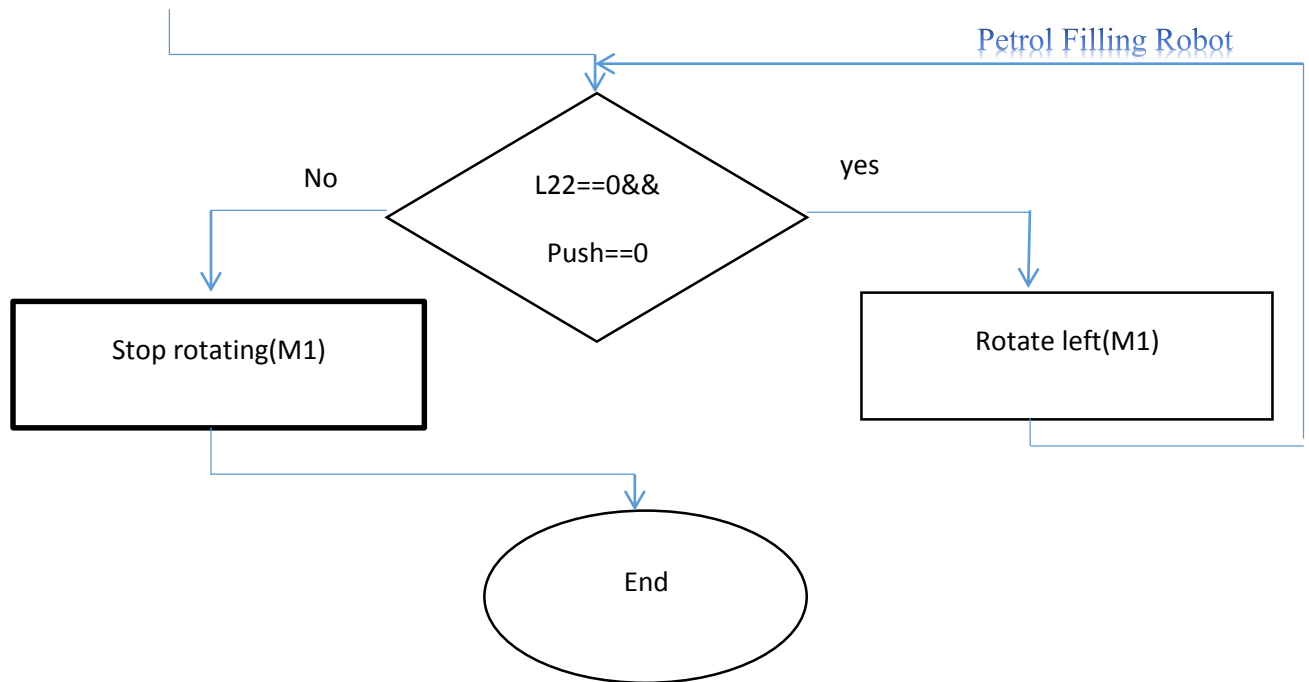 Petrol Filling Robot
No
yes
L22==0&&
Push==0
Stop rotating(M1)
Rotate left(M1)
End